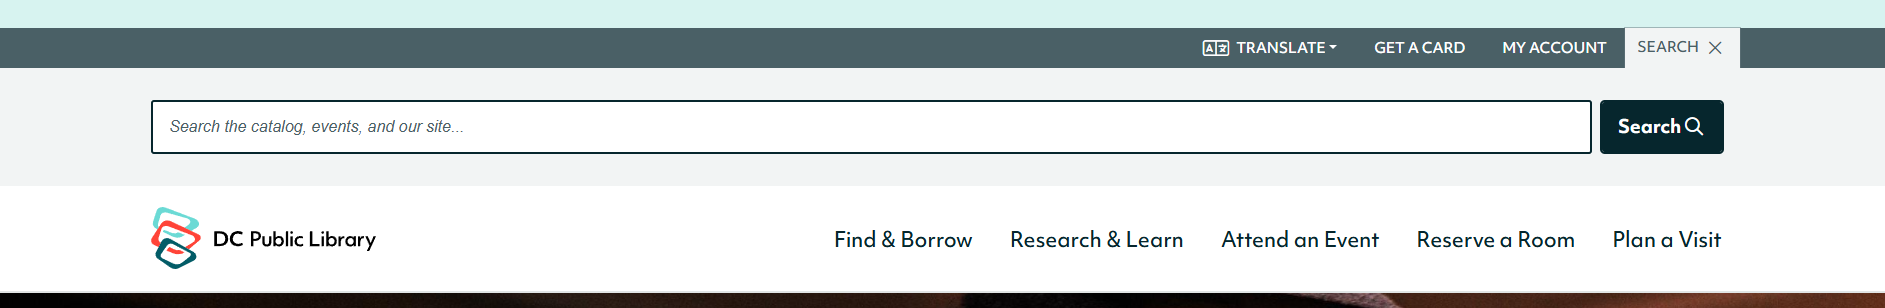 TRANSLATE GET A CARD MY ACCOUNT SEARCH
Search the catalog, events, and our site...
Search
DC Public Library
Find & Borrow Research & Learn Attend an Event Reserve a Room Plan a Visit